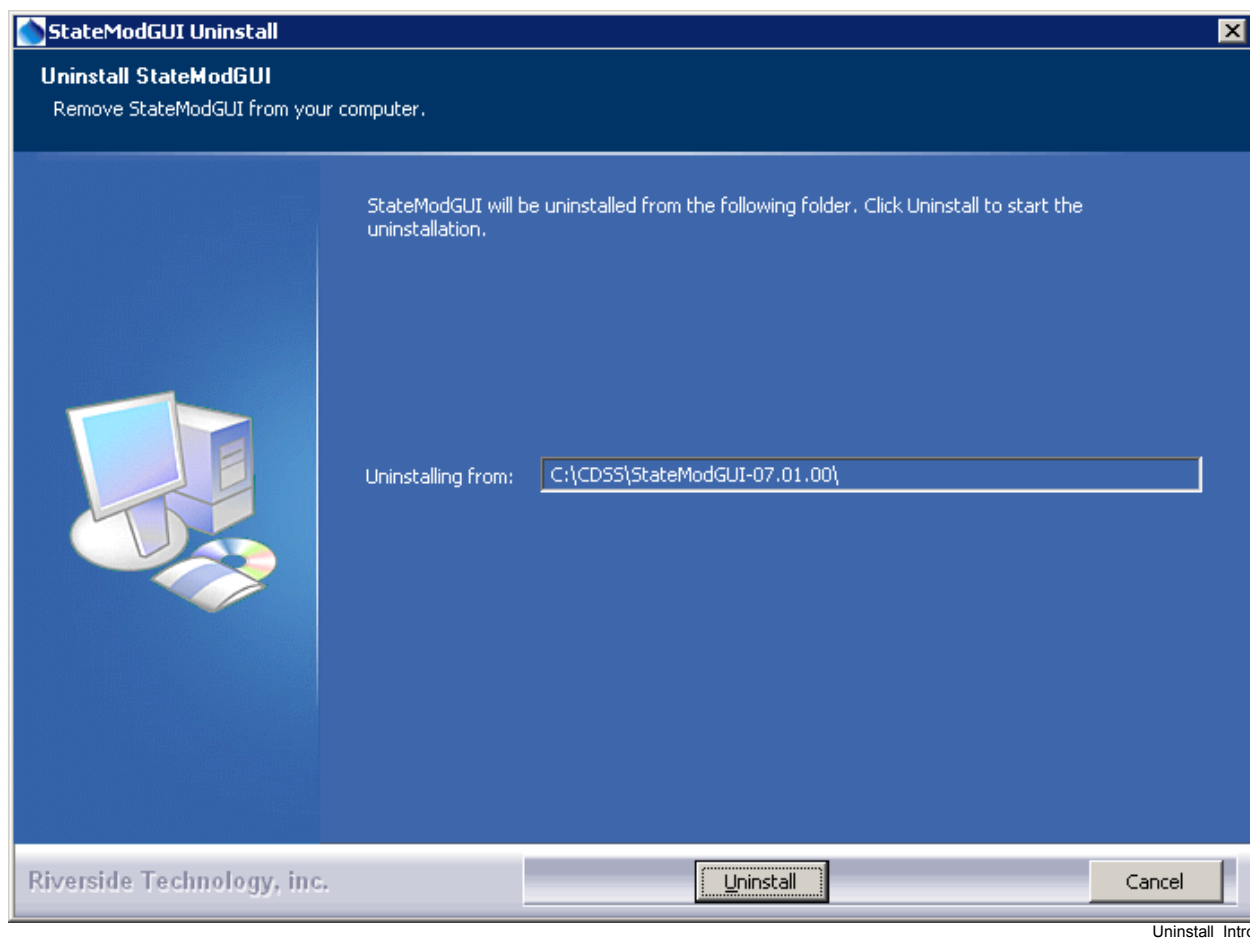 StateModGUI Uninstall
Uninstall StateModGUI
Remove StateModGUI from your computer.
StateModGUI will be uninstalled from the following folder. Click Uninstall to start the
uninstallation.
Uninstalling from: C:\CDSS\StateModGUI-07.01.00\
Riverside Technology, inc.
Uninstall Cancel
Uninstall_Intro